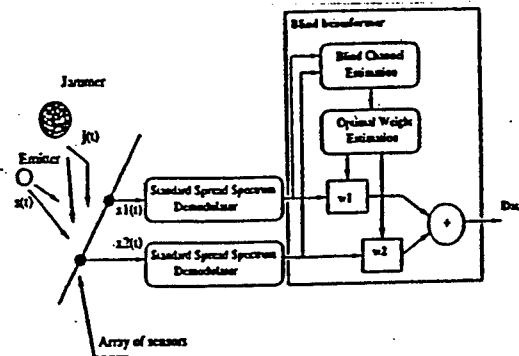 Blind beamformer
Blind Channel
Estimation
Optimal Weight
Estimation
Jammer
j(t)
Emitter
s(t)
x1(t)
Standard Spread Spectrum
Demodulator
w1
+
x2(t)
Standard Spread Spectrum
Demodulator
w2
Array of sensors